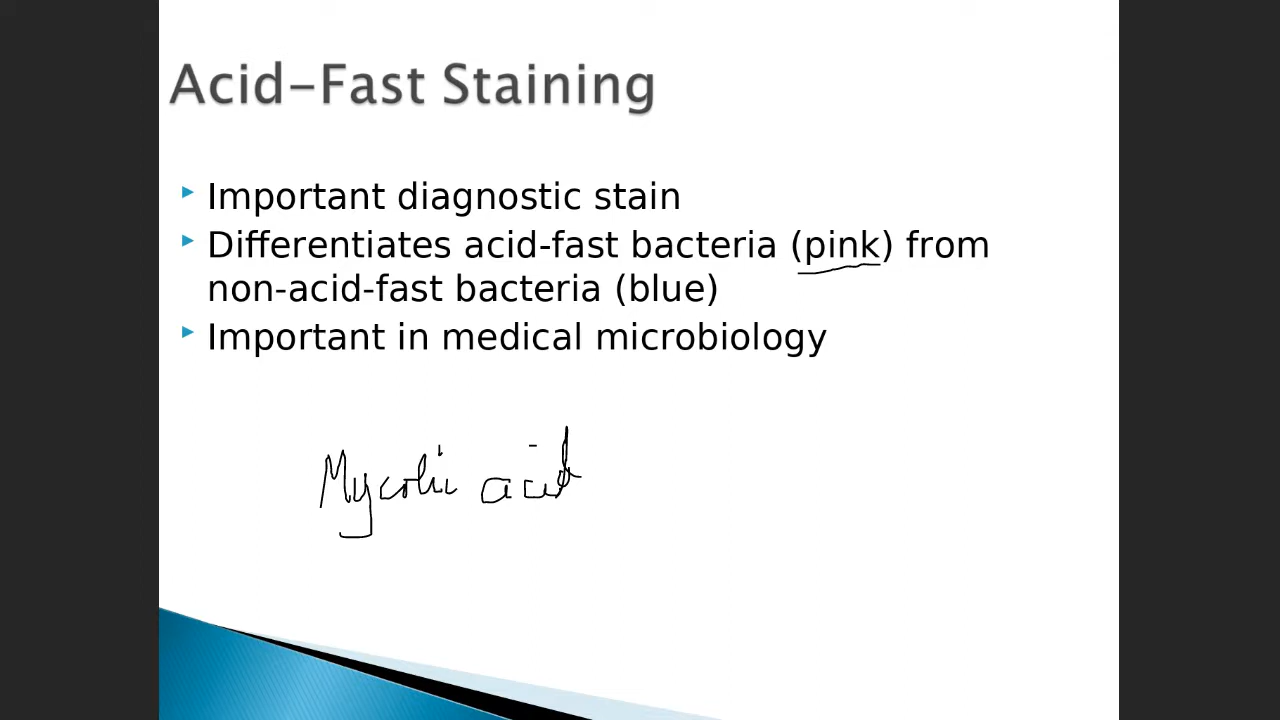 Acid-Fast Staining
Important diagnostic stain
Differentiates acid-fast bacteria (pink) from
non-acid-fast bacteria (blue)
Important in medical microbiology
Mycolic acid